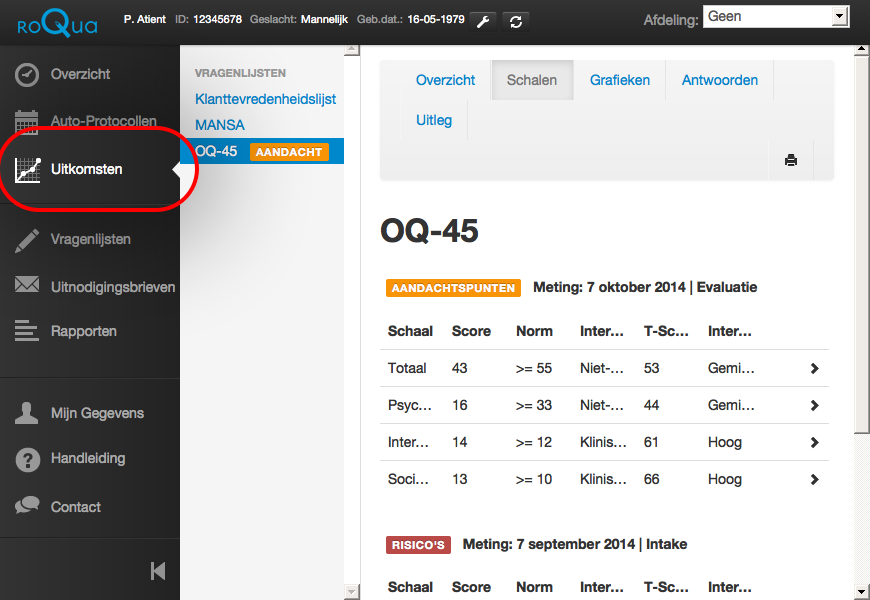 roQua P. Atient ID: 12345678 Geslacht: Mannelijk Geb.dat.: 16-05-1979 Afdeling: Geen
Overzicht
Auto-Protocollen
Uitkomsten
Vragenlijsten
Uitnodigingsbrieven
Rapporten
Mijn Gegevens
Handleiding
Contact
VRAGENLIJSTEN
Klanttevredenheidslijst
MANSA
OQ-45 AANDACHT
Overzicht Schalen Grafieken Antwoorden
Uitleg
OQ-45
AANDACHTSPUNTEN Meting: 7 oktober 2014 | Evaluatie
Schaal Score Norm Inter... T-Sc... Inter...
Totaal 43 >= 55 Niet-... 53 Gemi...
Psyc... 16 >= 33 Niet-... 44 Gemi...
Inter... 14 >= 12 Klinis... 61 Hoog
Soci... 13 >= 10 Klinis... 66 Hoog
RISICO'S Meting: 7 september 2014 | Intake
Schaal Score Norm Inter... T-Sc... Inter...